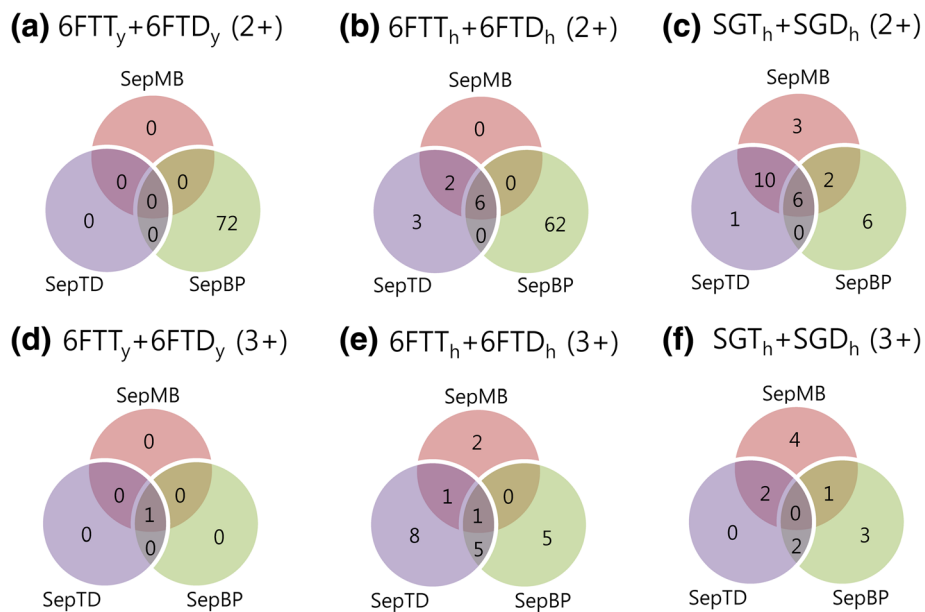 (a) 6FTTy+6FTDy (2+)
(b) 6FTTh+6FTDh (2+)
(c) SGTh+SGDh (2+)
SepMB
0
0
0
0
0
0
72
SepTD
SepBP
SepMB
0
2
0
6
3
0
62
SepTD
SepBP
SepMB
3
10
2
6
1
0
6
SepTD
SepBP
(d) 6FTTy+6FTDy (3+)
(e) 6FTTh+6FTDh (3+)
(f) SGTh+SGDh (3+)
SepMB
0
0
0
1
0
0
0
SepTD
SepBP
SepMB
2
1
0
1
8
5
5
SepTD
SepBP
SepMB
4
2
1
0
0
2
3
SepTD
SepBP